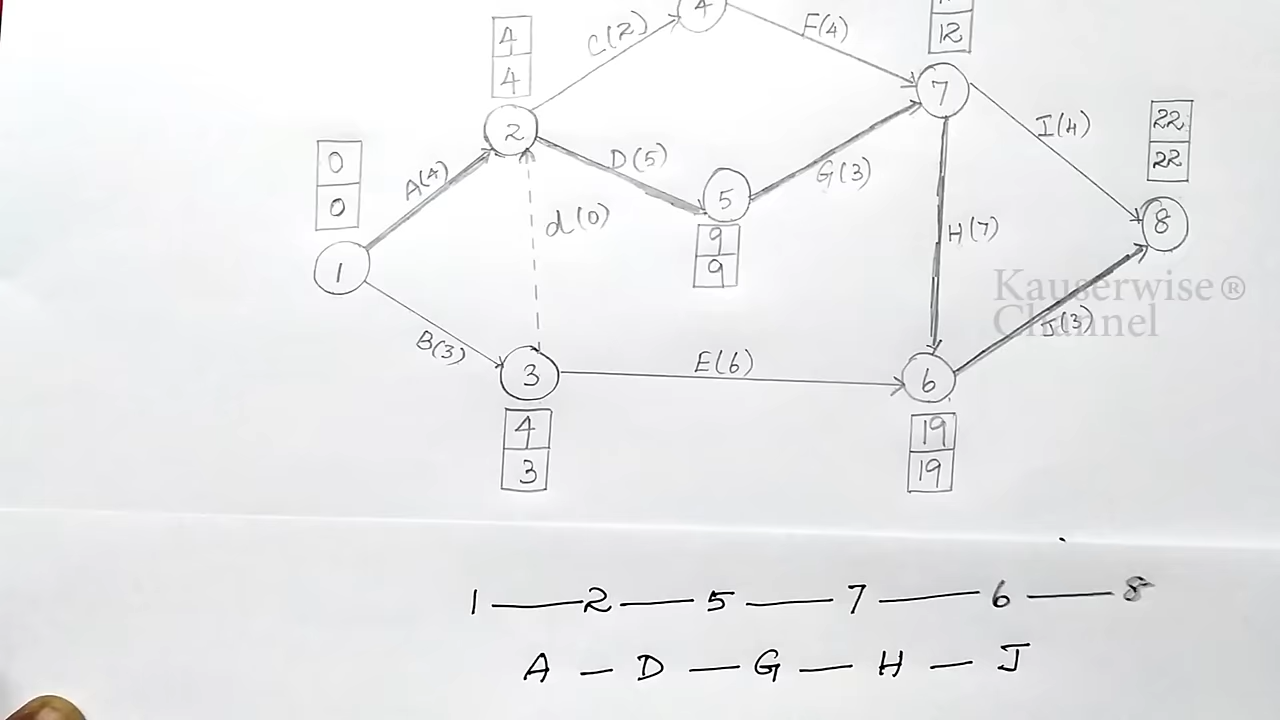 4
C(2)
F(4)
12
4
4
7
2
I(4)
22
22
0
0
A(4)
D(5)
G(3)
5
8
d(0)
H(7)
9
9
1
Kauserwise®
Channel
B(3)
J(3)
3
E(6)
6
4
3
19
19
1 — 2 — 5 — 7 — 6 — 8
A — D — G — H — J